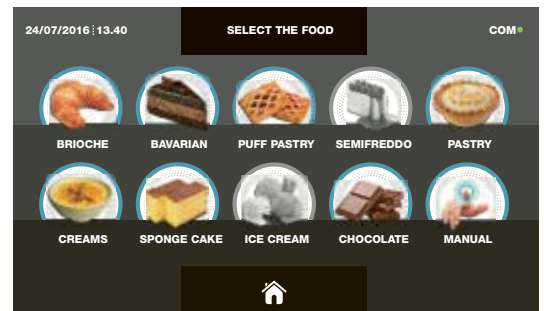 24/07/2016 13.40 SELECT THE FOOD COM
BRIOCHE BAVARIAN PUFF PASTRY SEMIFREDDO PASTRY
CREAMS SPONGE CAKE ICE CREAM CHOCOLATE MANUAL